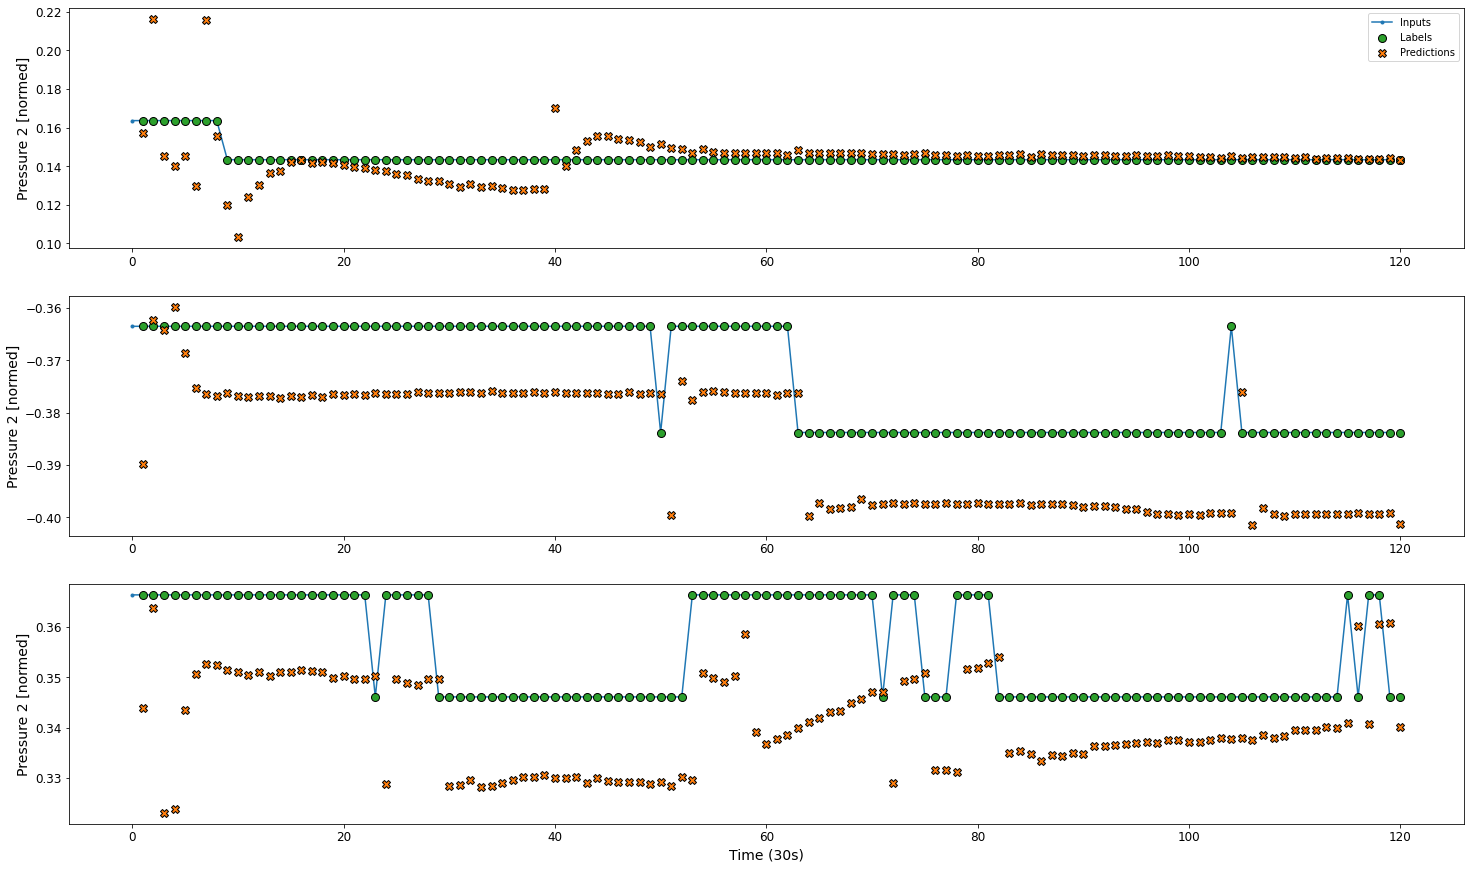 0.22
0.20
0.18
0.16
0.14
0.12
0.10
Pressure 2 [normed]
Inputs
Labels
Predictions
0 20 40 60 80 100 120
−0.36
−0.37
−0.38
−0.39
−0.40
Pressure 2 [normed]
0 20 40 60 80 100 120
0.36
0.35
0.34
0.33
Pressure 2 [normed]
0 20 40 60 80 100 120
Time (30s)